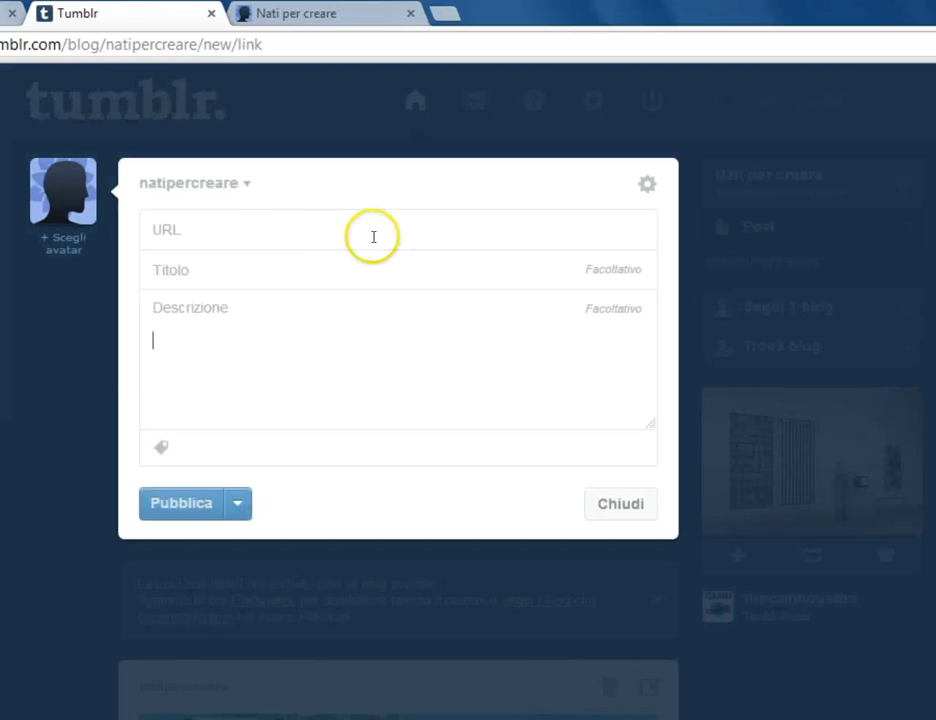 Tumblr
Nati per creare
mblr.com/blog/natipercreare/new/link
tumblr.
+ Scegli
avatar
natipercreare
URL
Titolo
Facoltativo
Descrizione
Facoltativo
Pubblica
Chiudi
Nati per creare
Post
Segui 1 blog
Trova blog